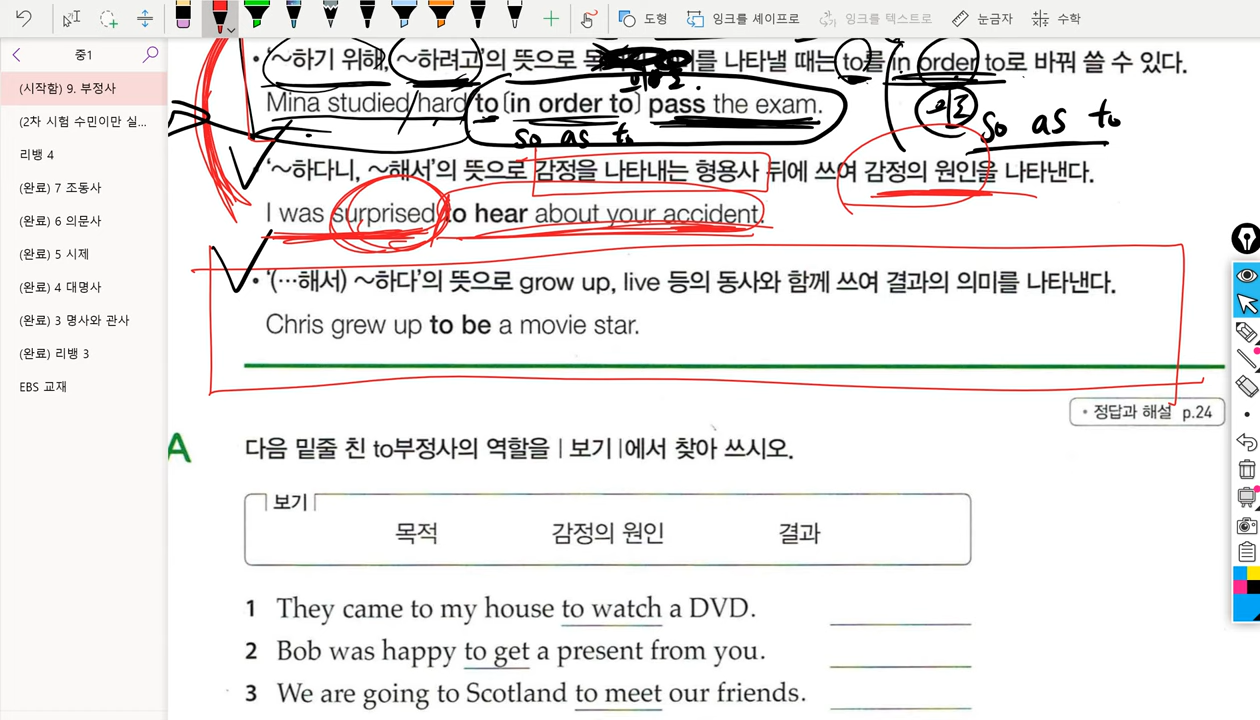 도형
잉크를 셰이프로
잉크를 텍스트로
눈금자
수학
중1
(시작함) 9. 부정사
(2차 시험 수민이만 실...
리뱅 4
(완료) 7 조동사
(완료) 6 의문사
(완료) 5 시제
(완료) 4 대명사
(완료) 3 명사와 관사
(완료) 리뱅 3
EBS 교재
• '~하기 위해, ~하려고'의 뜻으로 를 나타낼 때는 to를 in order to로 바꿔 쓸 수 있다.
Mina studied hard to [in order to] pass the exam.
so as to
so as to
• '~하다니, ~해서'의 뜻으로 감정을 나타내는 형용사 뒤에 쓰여 감정의 원인을 나타낸다.
I was surprised to hear about your accident.
• '(…해서) ~하다'의 뜻으로 grow up, live 등의 동사와 함께 쓰여 결과의 의미를 나타낸다.
Chris grew up to be a movie star.
• 정답과 해설 p.24
A 다음 밑줄 친 to부정사의 역할을 | 보기 |에서 찾아 쓰시오.
| 보기 |
목적 감정의 원인 결과
1 They came to my house to watch a DVD.
2 Bob was happy to get a present from you.
3 We are going to Scotland to meet our friends.